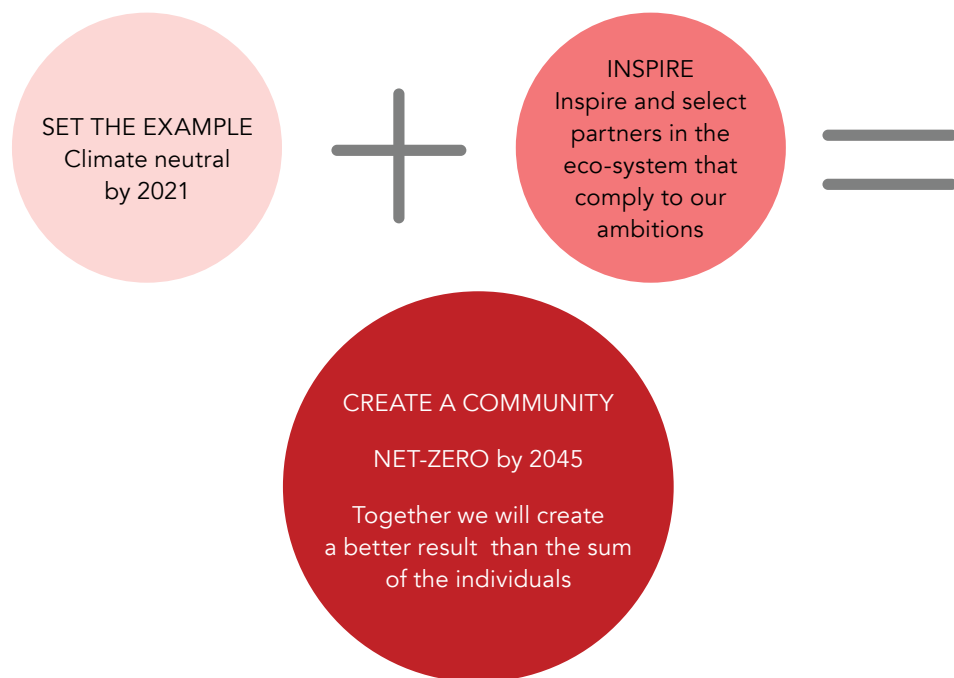 SET THE EXAMPLE
Climate neutral
by 2021
INSPIRE
Inspire and select
partners in the
eco-system that
comply to our
ambitions
CREATE A COMMUNITY
NET-ZERO by 2045
Together we will create
a better result  than the sum
of the individuals